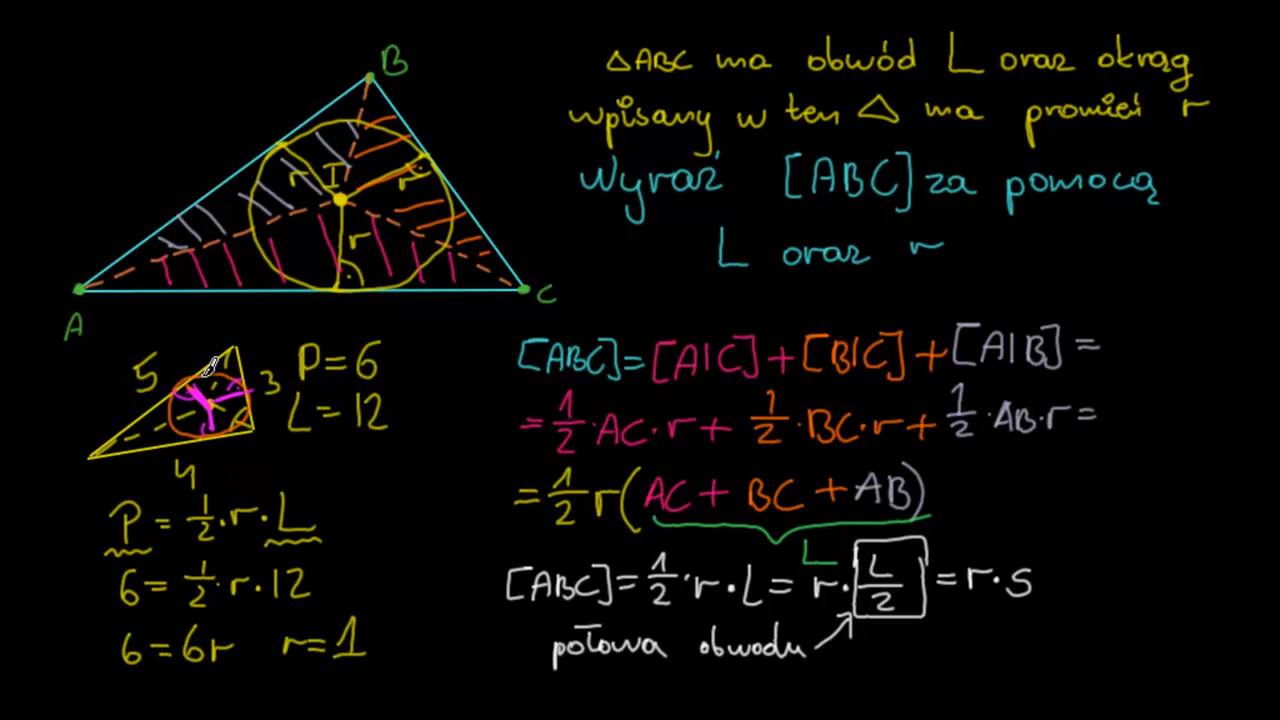 B
I
r
r
r
A
C
ΔABC ma obwód L oraz okrąg
wpisany w ten Δ ma promień r
Wyraź [ABC] za pomocą
L oraz r
5
3
4
P=6
L=12
P = 1/2 · r · L
6 = 1/2 · r · 12
6 = 6r r = 1
[ABC] = [AIC] + [BIC] + [AIB] =
= 1/2 · AC · r + 1/2 · BC · r + 1/2 · AB · r =
= 1/2 r (AC + BC + AB)
L
[ABC] = 1/2 · r · L = r · L/2 = r · s
połowa obwodu